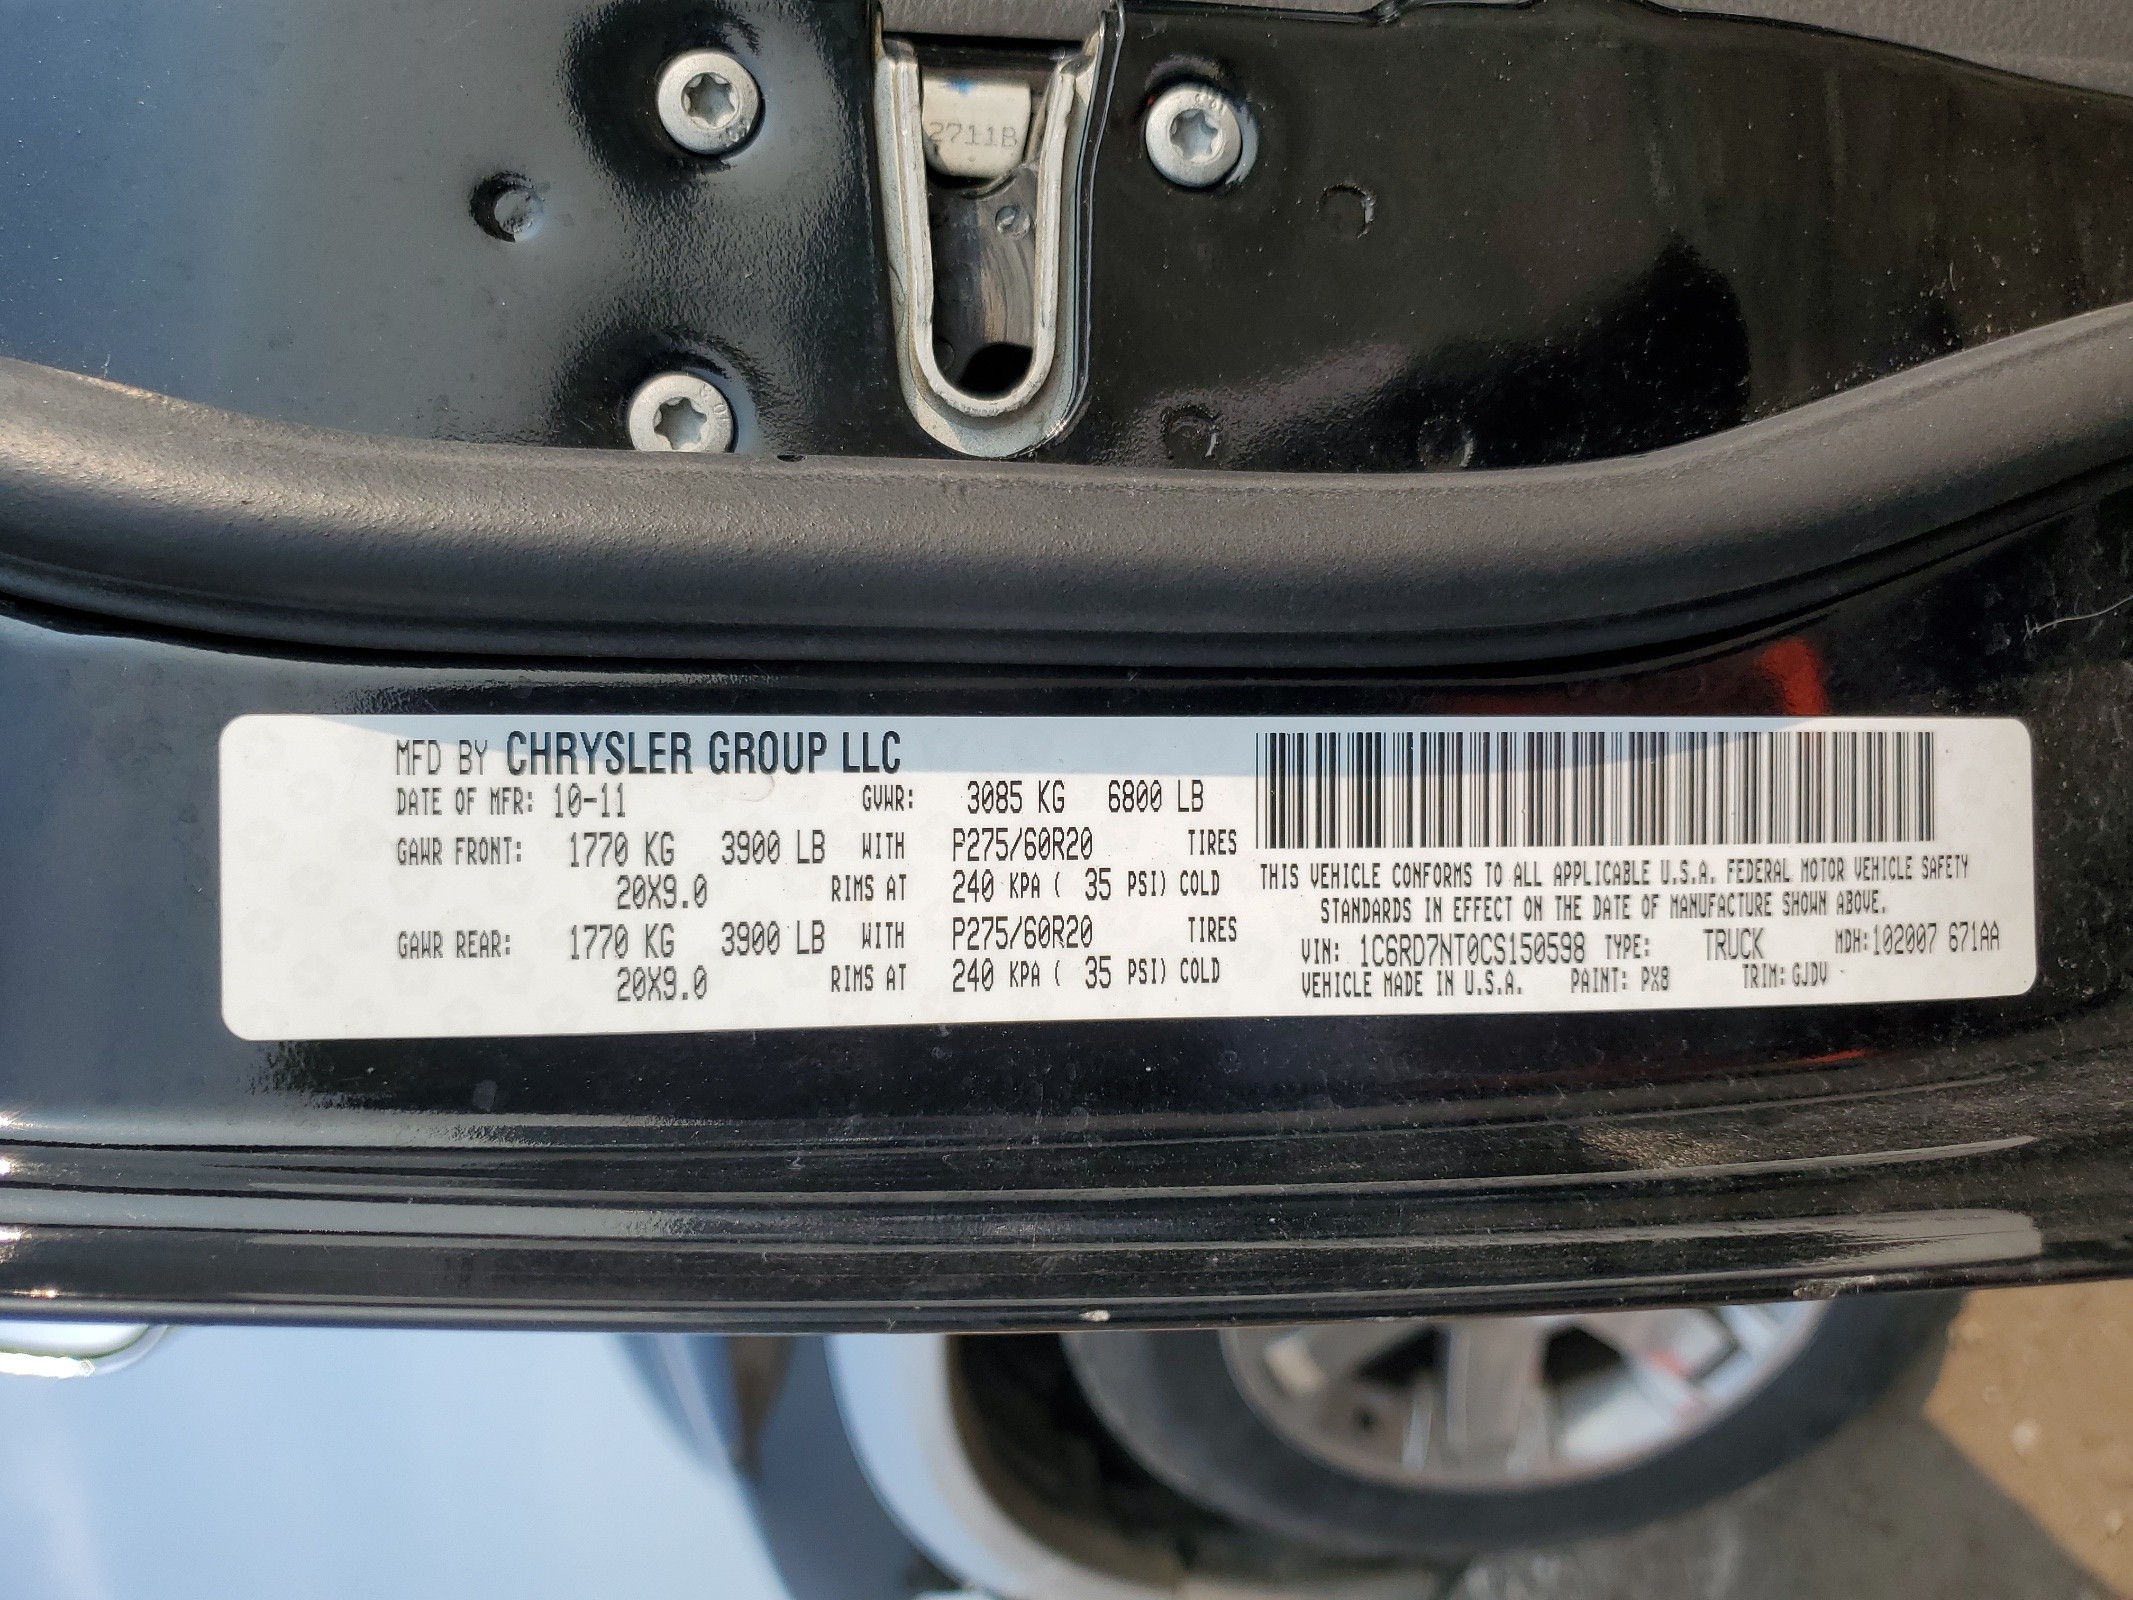 2711B
MFD BY CHRYSLER GROUP LLC
DATE OF MFR: 10-11 GVWR: 3085 KG 6800 LB
GAWR FRONT: 1770 KG 3900 LB WITH P275/60R20 TIRES
20X9.0 RIMS AT 240 KPA ( 35 PSI) COLD
GAWR REAR: 1770 KG 3900 LB WITH P275/60R20 TIRES
20X9.0 RIMS AT 240 KPA ( 35 PSI) COLD
THIS VEHICLE CONFORMS TO ALL APPLICABLE U.S.A. FEDERAL MOTOR VEHICLE SAFETY
STANDARDS IN EFFECT ON THE DATE OF MANUFACTURE SHOWN ABOVE.
VIN: 1C6RD7NT0CS150598 TYPE: TRUCK MDH:102007 671AA
VEHICLE MADE IN U.S.A. PAINT: PX8 TRIM: GJDV